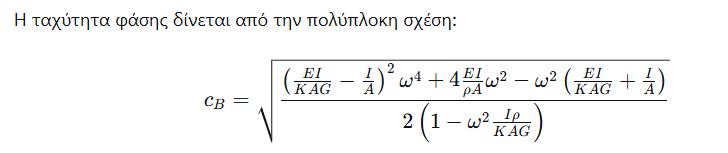 Η ταχύτητα φάσης δίνεται από την πολύπλοκη σχέση:
$$c_B = \sqrt{\frac{\left(\frac{EI}{KAG} - \frac{I}{A}\right)^2 \omega^4 + 4\frac{EI}{\rho A}\omega^2 - \omega^2 \left(\frac{EI}{KAG} + \frac{I}{A}\right)}{2\left(1 - \omega^2 \frac{I\rho}{KAG}\right)}}$$